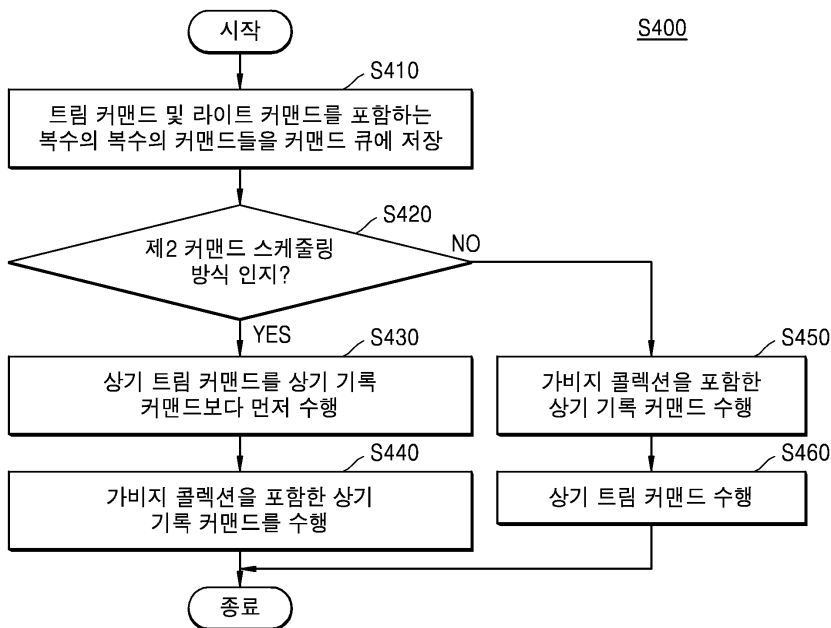 시작
S400
S410
트림 커맨드 및 라이트 커맨드를 포함하는
복수의 복수의 커맨드들을 커맨드 큐에 저장
S420
제2 커맨드 스케줄링
방식 인지?
NO
YES
S430
상기 트림 커맨드를 상기 기록
커맨드보다 먼저 수행
S450
가비지 콜렉션을 포함한
상기 기록 커맨드 수행
S440
가비지 콜렉션을 포함한 상기
기록 커맨드를 수행
S460
상기 트림 커맨드 수행
종료